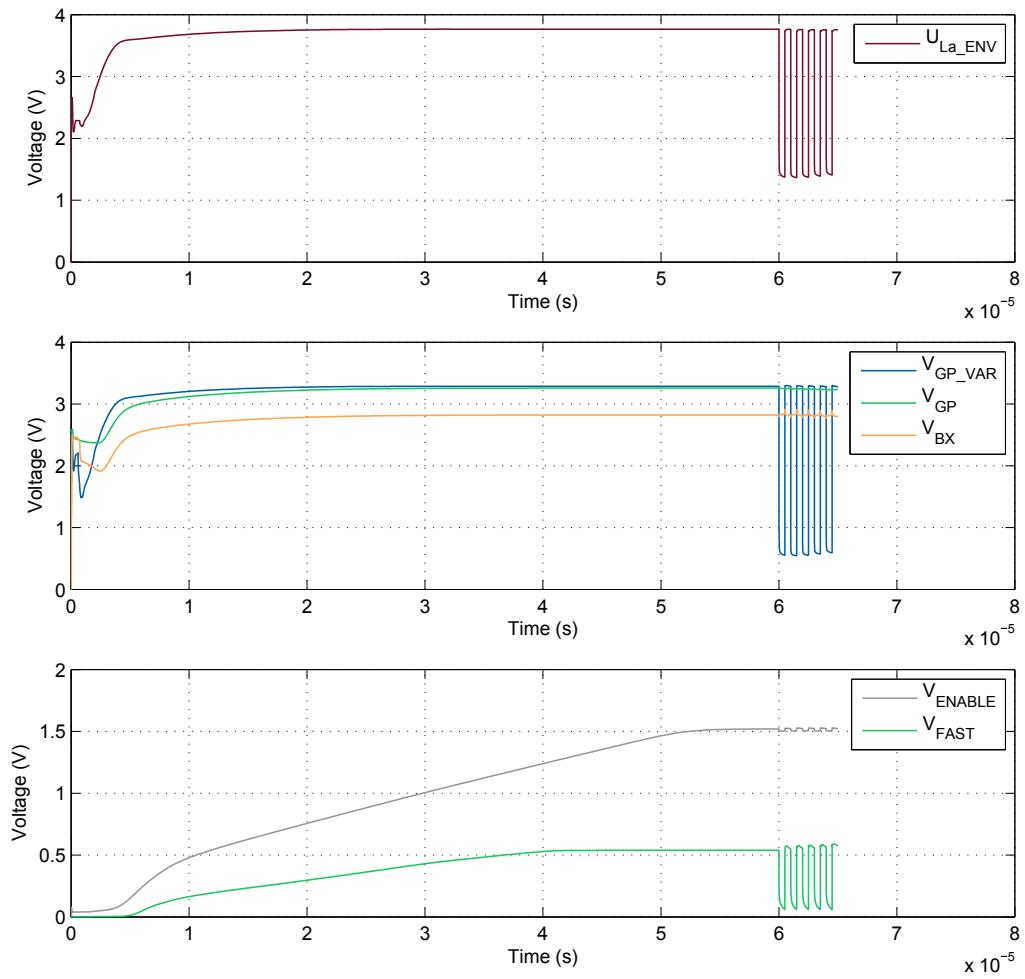 4
3
2
1
0
Voltage (V)
U_La_ENV
0 1 2 3 4 5 6 7 8
Time (s)
x 10^−5
4
3
2
1
0
Voltage (V)
V_GP_VAR
V_GP
V_BX
0 1 2 3 4 5 6 7 8
Time (s)
x 10^−5
2
1.5
1
0.5
0
Voltage (V)
V_ENABLE
V_FAST
0 1 2 3 4 5 6 7 8
Time (s)
x 10^−5